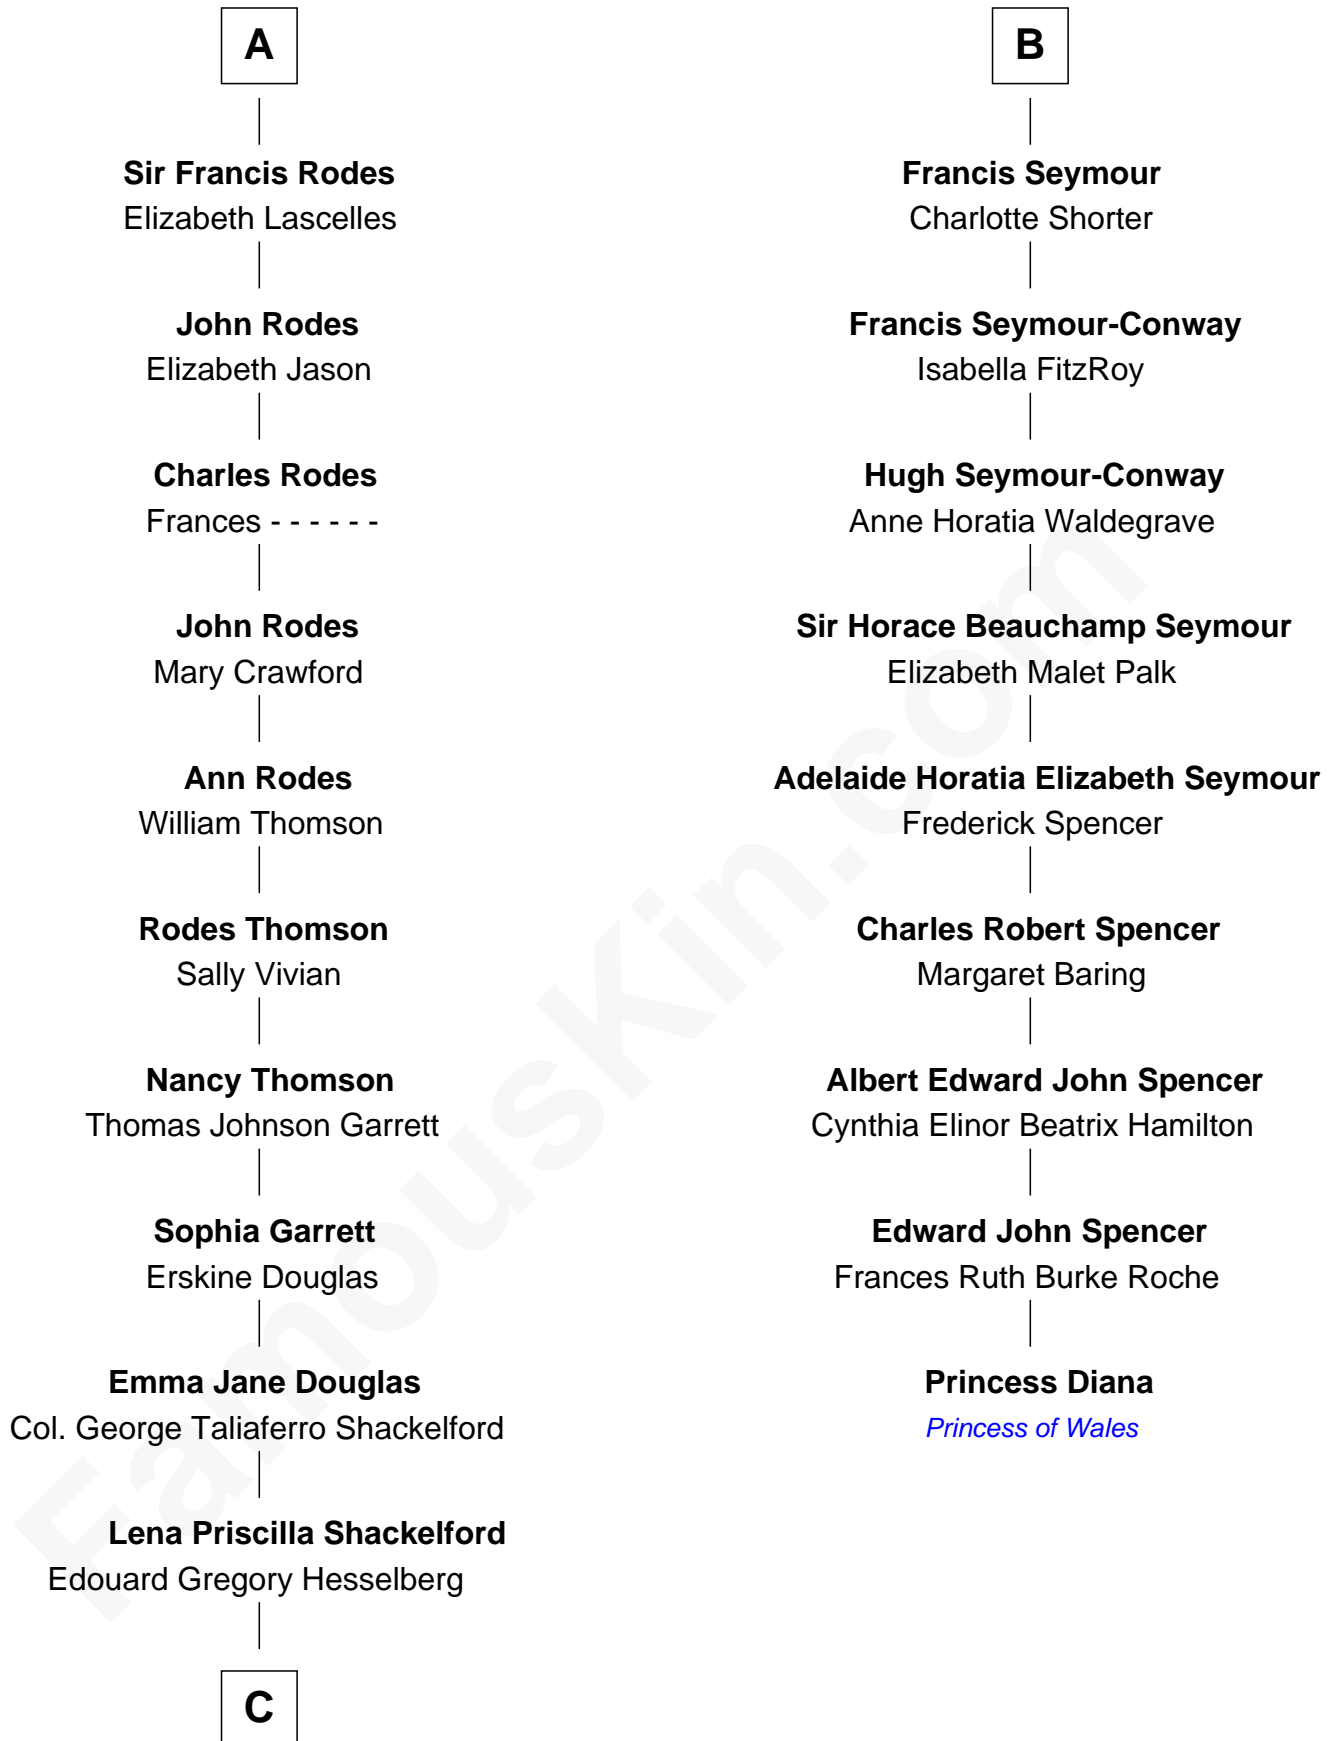 A
Sir Francis Rodes
Elizabeth Lascelles
John Rodes
Elizabeth Jason
Charles Rodes
Frances - - - - - -
John Rodes
Mary Crawford
Ann Rodes
William Thomson
Rodes Thomson
Sally Vivian
Nancy Thomson
Thomas Johnson Garrett
Sophia Garrett
Erskine Douglas
Emma Jane Douglas
Col. George Taliaferro Shackelford
Lena Priscilla Shackelford
Edouard Gregory Hesselberg
C
B
Francis Seymour
Charlotte Shorter
Francis Seymour-Conway
Isabella FitzRoy
Hugh Seymour-Conway
Anne Horatia Waldegrave
Sir Horace Beauchamp Seymour
Elizabeth Malet Palk
Adelaide Horatia Elizabeth Seymour
Frederick Spencer
Charles Robert Spencer
Margaret Baring
Albert Edward John Spencer
Cynthia Elinor Beatrix Hamilton
Edward John Spencer
Frances Ruth Burke Roche
Princess Diana
Princess of Wales
FamousKin.com